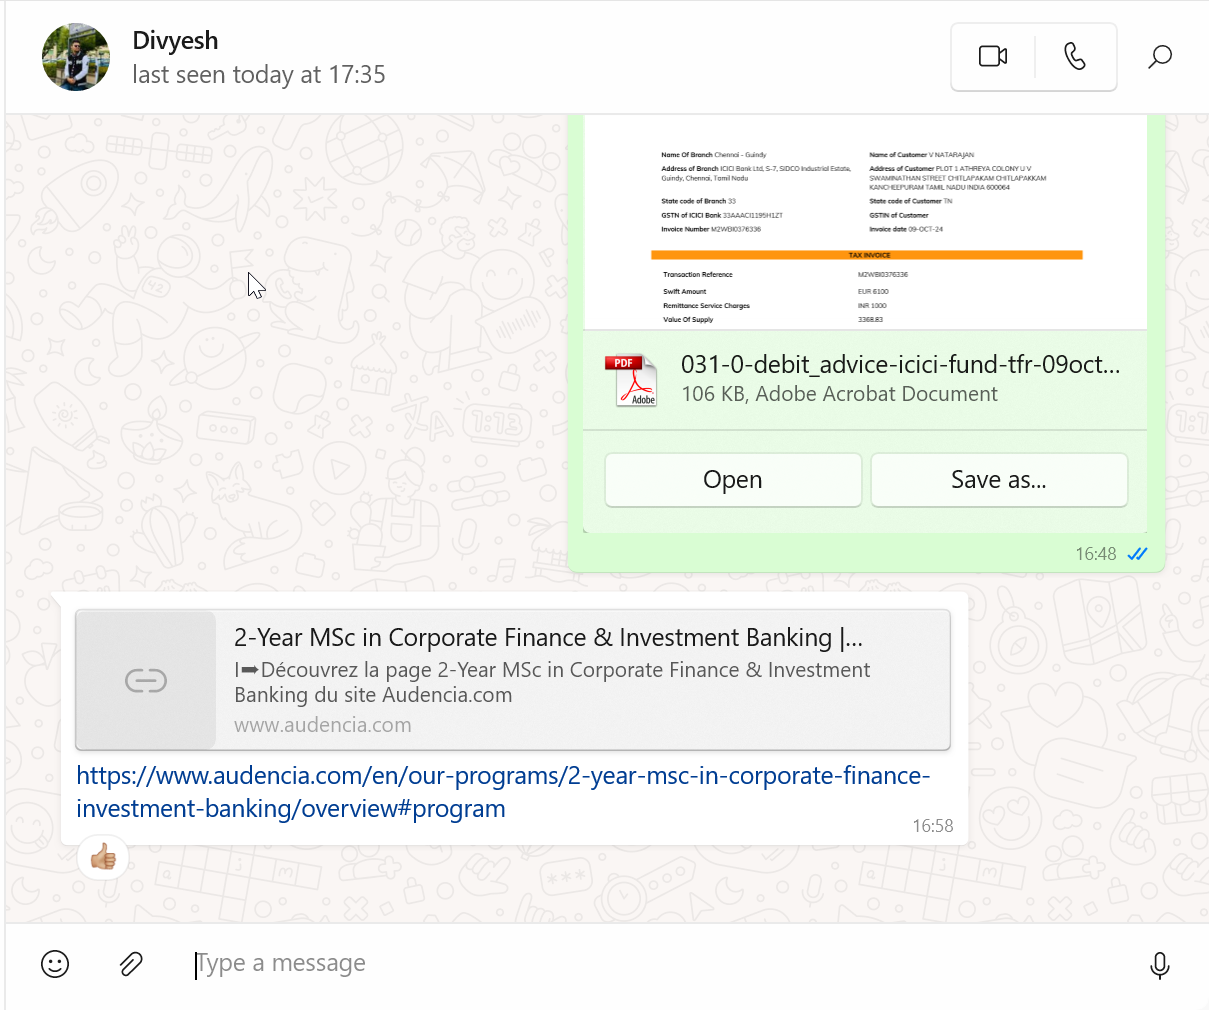 Divyesh
last seen today at 17:35
Name Of Branch Chennai - Guindy
Address of Branch ICICI Bank Ltd, S-7, SIDCO Industrial Estate,
Guindy, Chennai, Tamil Nadu
State code of Branch 33
GSTN of ICICI Bank 33AAACI1195H1ZT
Invoice Number M2WBI0376336
Name of Customer V NATARAJAN
Address of Customer PLOT 1 ATHREYA COLONY U V
SWAMINATHAN STREET CHITLAPAKAM CHITLAPAKKAM
KANCHEEPURAM TAMIL NADU INDIA 600064
State code of Customer TN
GSTIN of Customer
Invoice date 09-OCT-24
TAX INVOICE
Transaction Reference M2WBI0376336
Swift Amount EUR 6100
Remittance Service Charges INR 1000
Value Of Supply 3368.83
PDF
Adobe
031-0-debit_advice-icici-fund-tfr-09oct...
106 KB, Adobe Acrobat Document
Open
Save as...
16:48
2-Year MSc in Corporate Finance & Investment Banking |...
I➡Découvrez la page 2-Year MSc in Corporate Finance & Investment
Banking du site Audencia.com
www.audencia.com
https://www.audencia.com/en/our-programs/2-year-msc-in-corporate-finance-
investment-banking/overview#program
16:58
Type a message